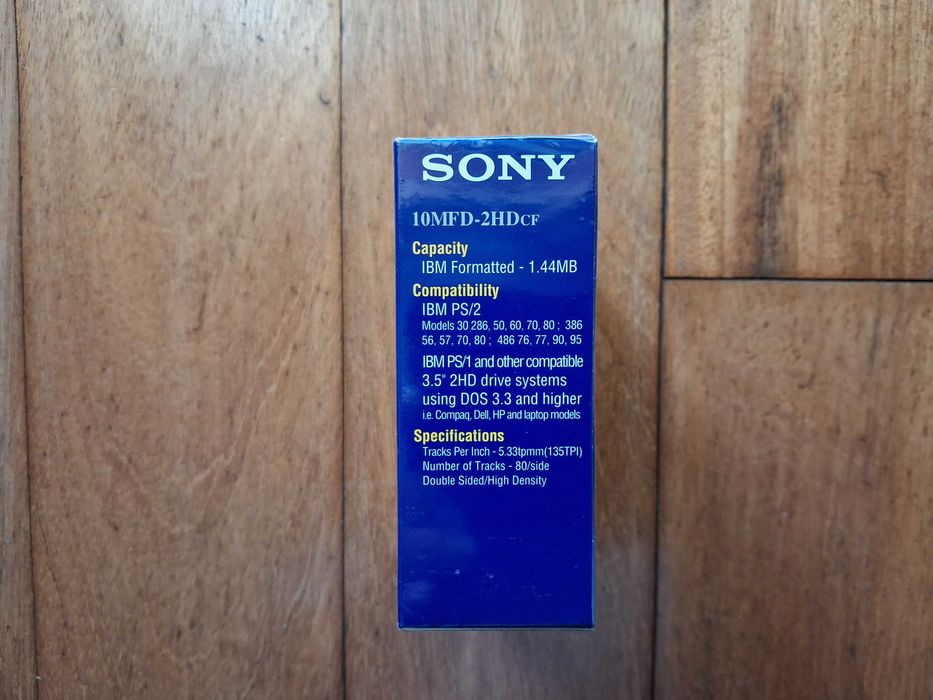 SONY
10MFD-2HDCF
Capacity
IBM Formatted - 1.44MB
Compatibility
IBM PS/2
Models 30 286, 50, 60, 70, 80 ; 386
56, 57, 70, 80 ; 486 76, 77, 90, 95
IBM PS/1 and other compatible
3.5" 2HD drive systems
using DOS 3.3 and higher
i.e. Compaq, Dell, HP and laptop models
Specifications
Tracks Per Inch - 5.33tpmm(135TPI)
Number of Tracks - 80/side
Double Sided/High Density